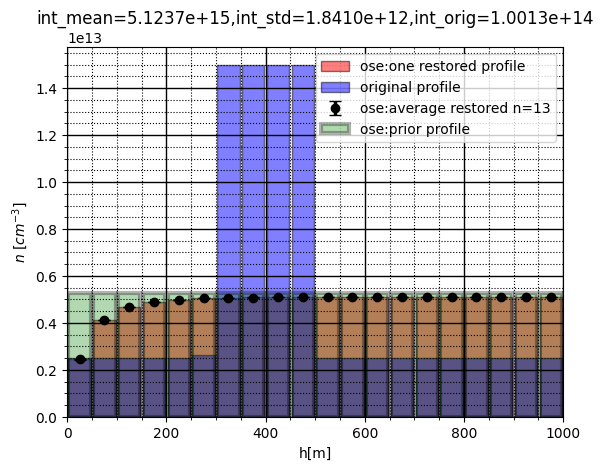 int_mean=5.1237e+15,int_std=1.8410e+12,int_orig=1.0013e+14
1e13
ose:one restored profile
original profile
ose:average restored n=13
ose:prior profile
1.4
1.2
1.0
0.8
0.6
0.4
0.2
0.0
n [cm⁻³]
0 200 400 600 800 1000
h[m]